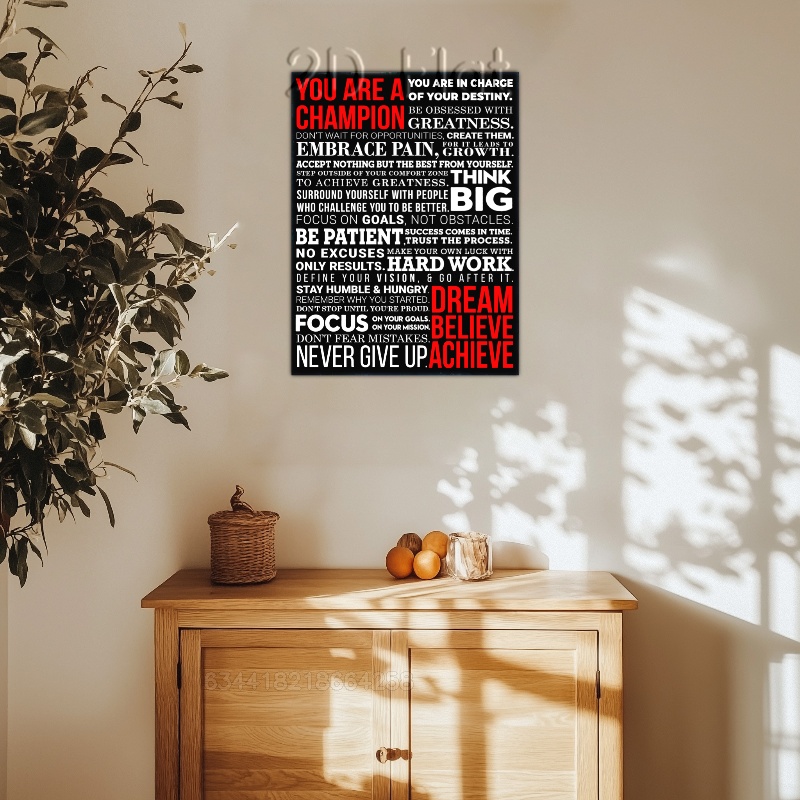 2D Flat
YOU ARE A CHAMPION
YOU ARE IN CHARGE
OF YOUR DESTINY.
BE OBSESSED WITH
GREATNESS.
DON'T WAIT FOR OPPORTUNITIES, CREATE THEM.
EMBRACE PAIN, FOR IT LEADS TO GROWTH.
ACCEPT NOTHING BUT THE BEST FROM YOURSELF.
STEP OUTSIDE OF YOUR COMFORT ZONE
TO ACHIEVE GREATNESS.
THINK BIG
SURROUND YOURSELF WITH PEOPLE
WHO CHALLENGE YOU TO BE BETTER.
FOCUS ON GOALS, NOT OBSTACLES.
BE PATIENT, SUCCESS COMES IN TIME.
TRUST THE PROCESS.
NO EXCUSES
ONLY RESULTS.
MAKE YOUR OWN LUCK WITH
HARD WORK
DEFINE YOUR VISION, & GO AFTER IT.
STAY HUMBLE & HUNGRY.
REMEMBER WHY YOU STARTED.
DON'T STOP UNTIL YOU'RE PROUD.
FOCUS ON YOUR GOALS.
ON YOUR MISSION.
DON'T FEAR MISTAKES.
NEVER GIVE UP.
DREAM
BELIEVE
ACHIEVE
6344182186642​58